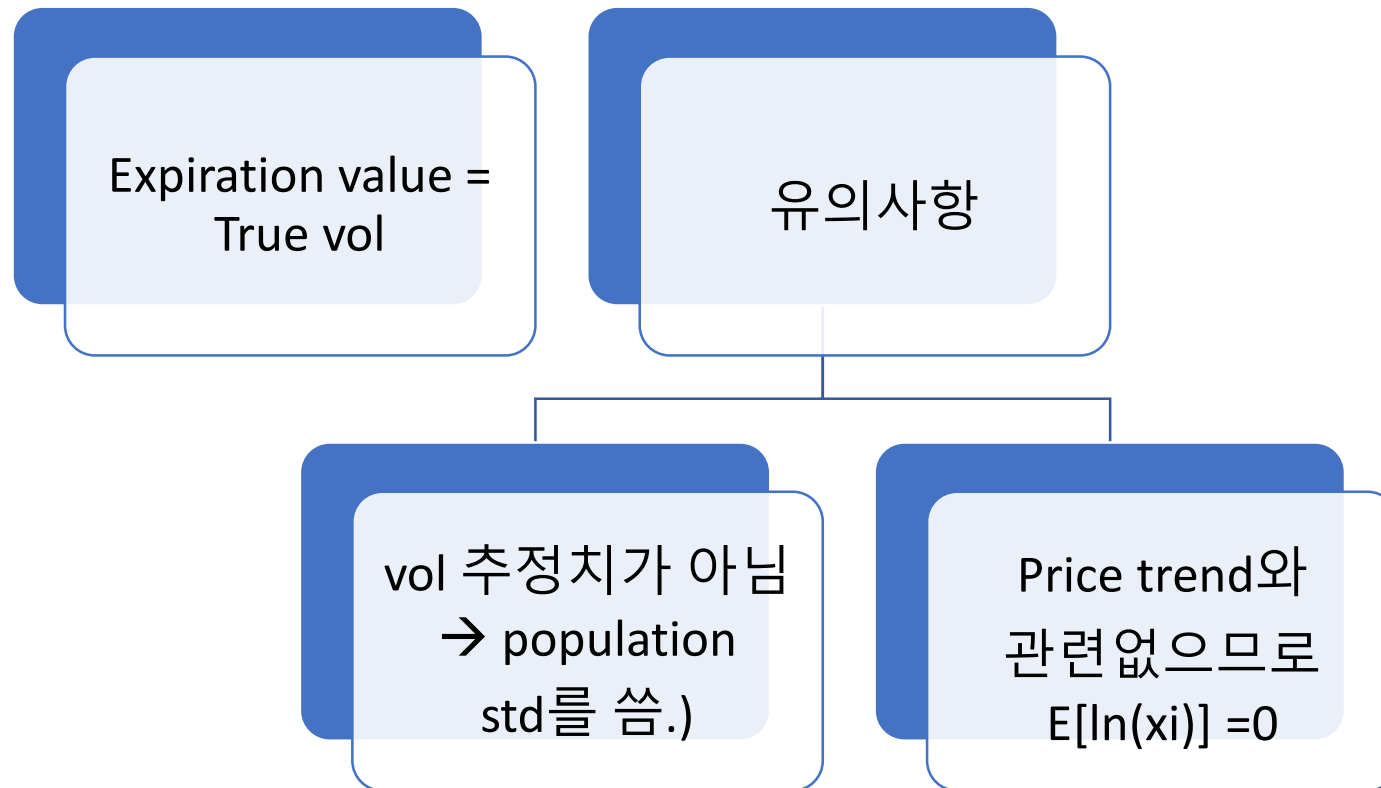 Expiration value =
True vol
유의사항
vol 추정치가 아님
→ population
std를 씀.)
Price trend와
관련없으므로
E[ln(xi)] =0